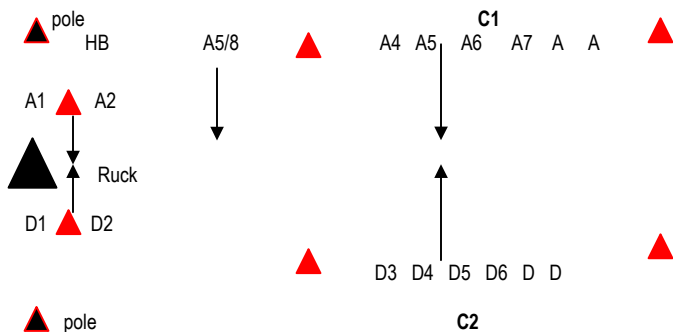 pole C1
HB A5/8 A4 A5 A6 A7 A A
A1 A2
Ruck
D1 D2
D3 D4 D5 D6 D D
pole C2